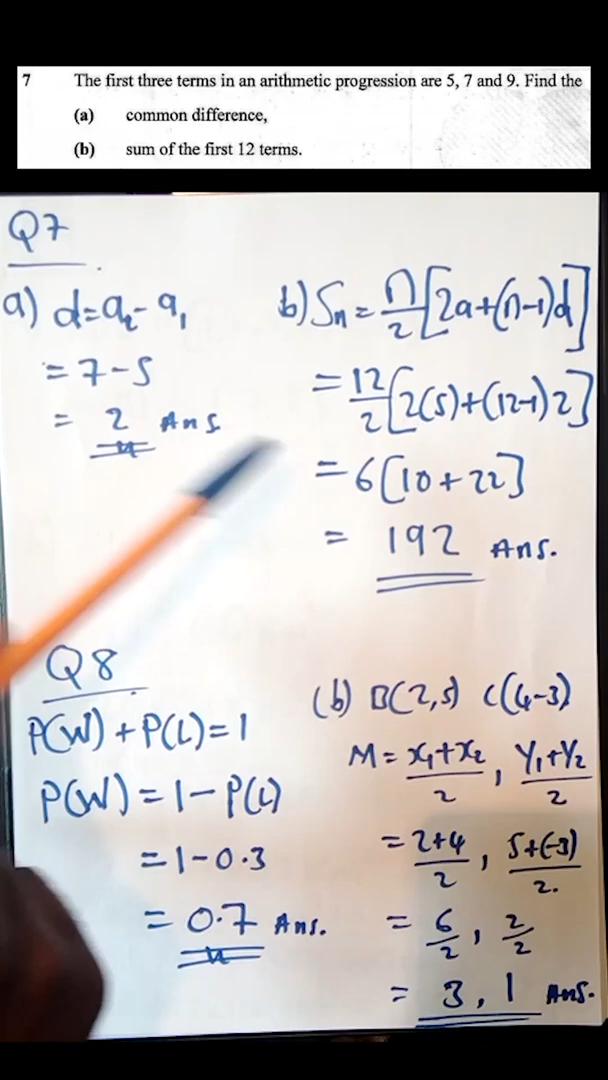 7 The first three terms in an arithmetic progression are 5, 7 and 9. Find the
(a) common difference,
(b) sum of the first 12 terms.
Q7
a) d=a₂-a₁
= 7-5
= 2 Ans
b) Sn = n/2[2a+(n-1)d]
= 12/2[2(5)+(12-1)2]
= 6[10+22]
= 192 Ans.
Q8
P(W)+P(L)=1
P(W)=1-P(L)
=1-0.3
= 0.7 Ans.
(b) B(2,5) C(4-3)
M= x₁+x₂/2, Y₁+Y₂/2
= 2+4/2, 5+(-3)/2.
= 6/2, 2/2
= 3, 1 Ans.